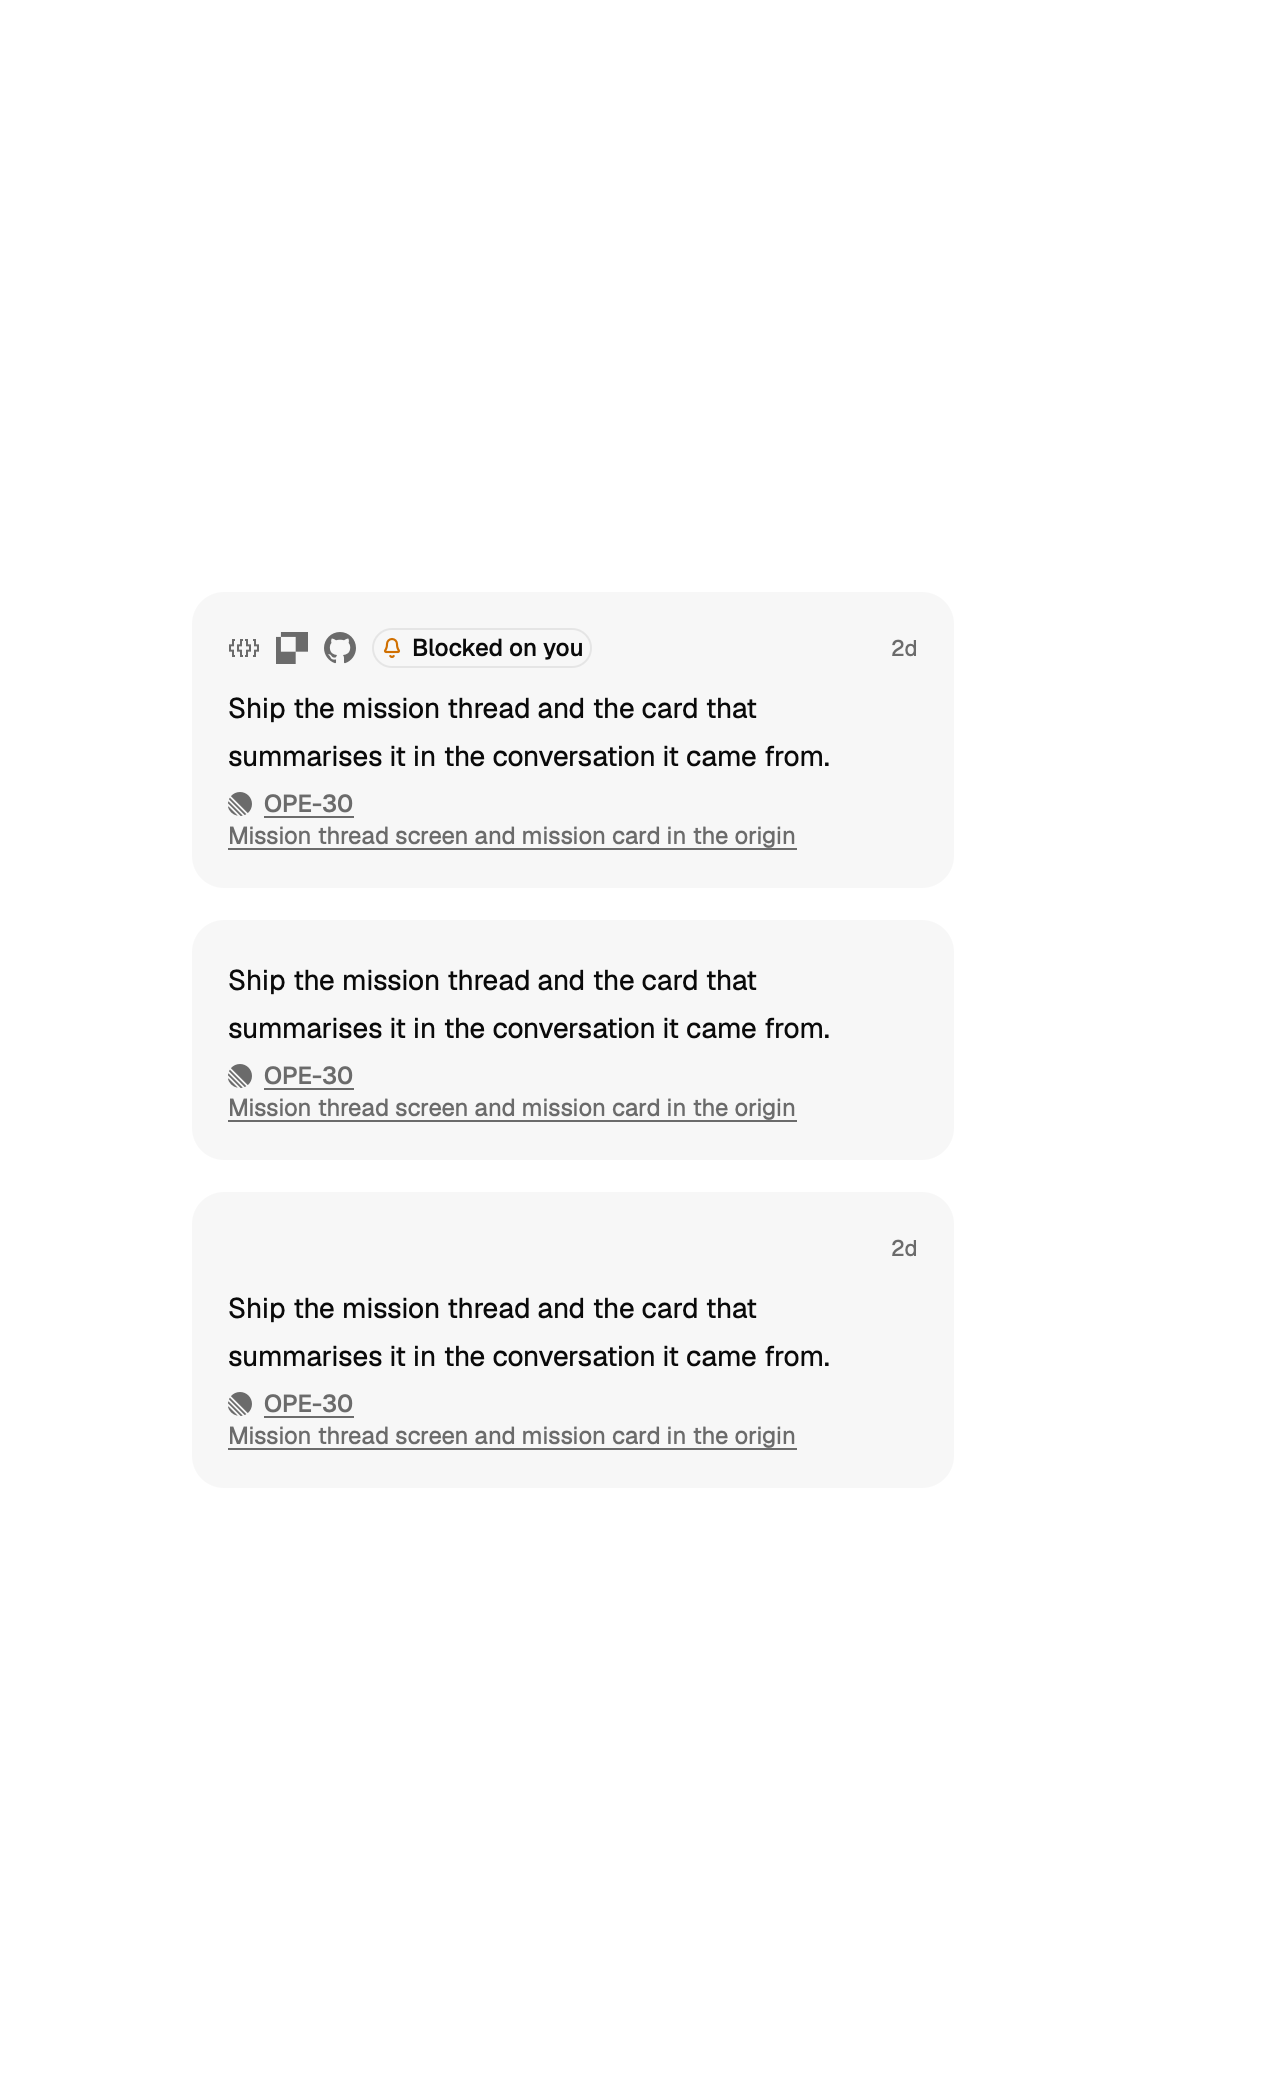 Blocked on you 2d
Ship the mission thread and the card that
summarises it in the conversation it came from.
OPE-30
Mission thread screen and mission card in the origin
Ship the mission thread and the card that
summarises it in the conversation it came from.
OPE-30
Mission thread screen and mission card in the origin
2d
Ship the mission thread and the card that
summarises it in the conversation it came from.
OPE-30
Mission thread screen and mission card in the origin